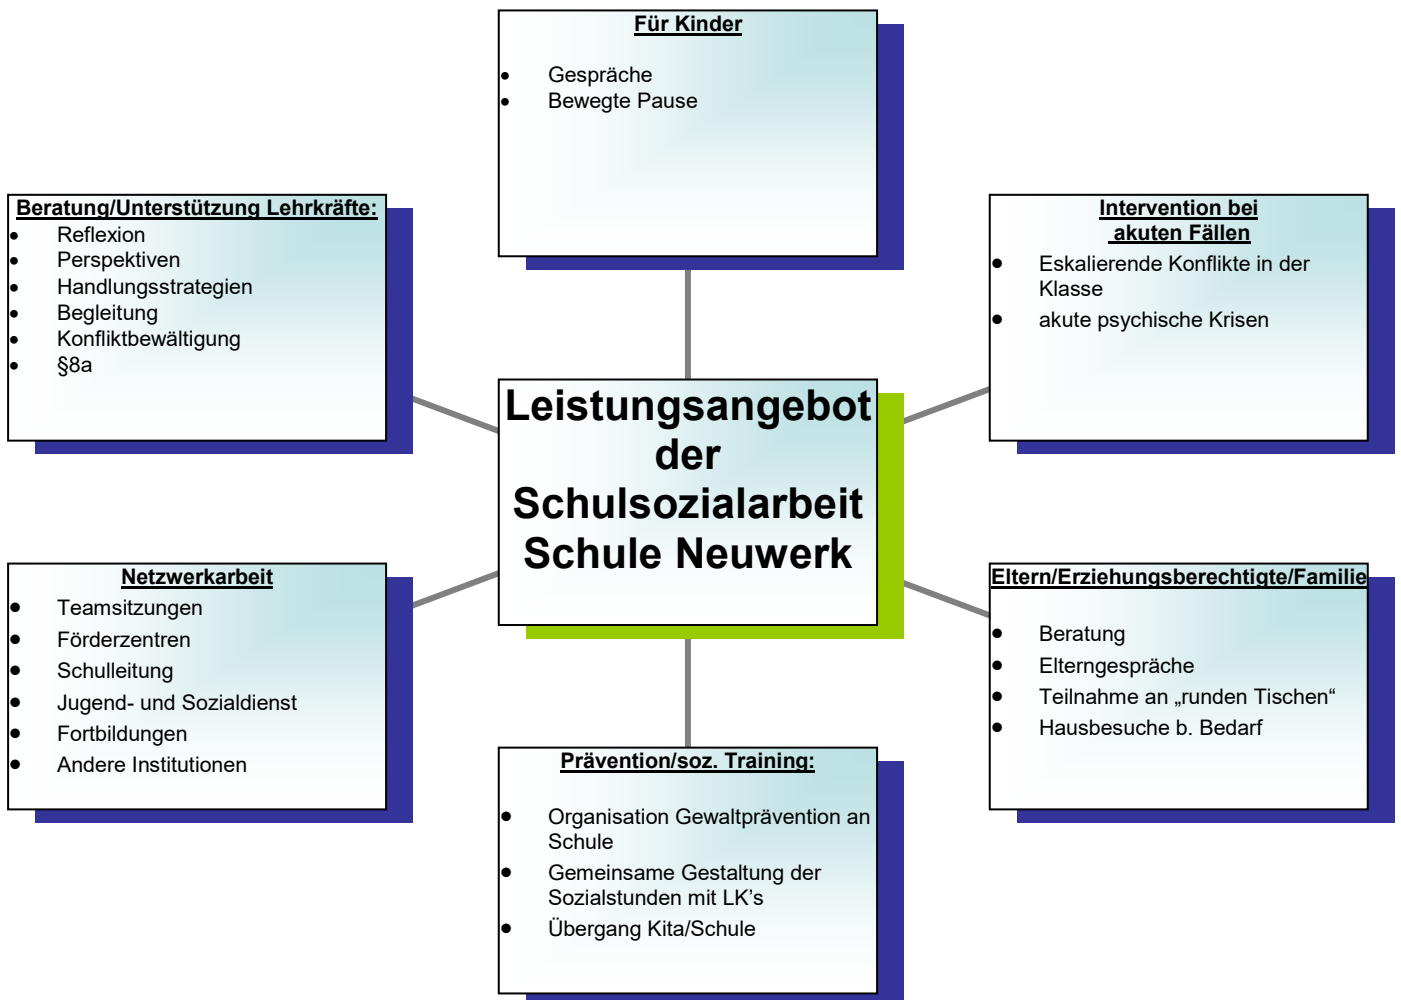 Für Kinder
Gespräche
Bewegte Pause
Beratung/Unterstützung Lehrkräfte:
Reflexion
Perspektiven
Handlungsstrategien
Begleitung
Konfliktbewältigung
§8a
Intervention bei
akuten Fällen
Eskalierende Konflikte in der
Klasse
akute psychische Krisen
Leistungsangebot
der
Schulsozialarbeit
Schule Neuwerk
Netzwerkarbeit
Teamsitzungen
Förderzentren
Schulleitung
Jugend- und Sozialdienst
Fortbildungen
Andere Institutionen
Eltern/Erziehungsberechtigte/Familie
Beratung
Elterngespräche
Teilnahme an „runden Tischen“
Hausbesuche b. Bedarf
Prävention/soz. Training:
Organisation Gewaltprävention an
Schule
Gemeinsame Gestaltung der
Sozialstunden mit LK’s
Übergang Kita/Schule